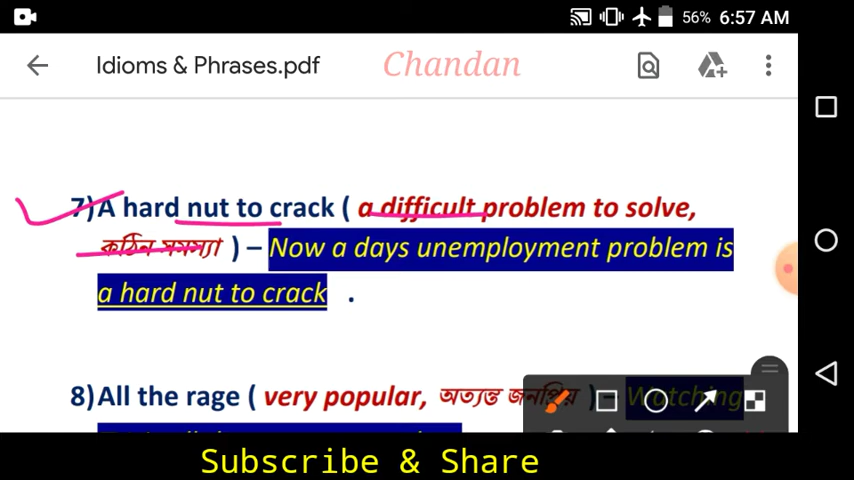 56% 6:57 AM
Idioms & Phrases.pdf
Chandan
7)A hard nut to crack ( a difficult problem to solve,
কঠিন সমস্যা ) – Now a days unemployment problem is
a hard nut to crack .
8)All the rage ( very popular, অত্যন্ত জনপ্রিয় ) – Watching
Subscribe & Share